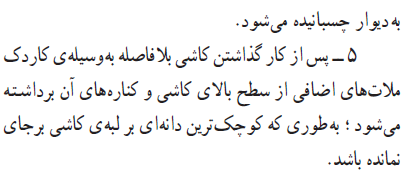 به‌دیوار چسبانیده می‌شود.
۵ــ پس از کار گذاشتن کاشی بلافاصله به‌وسیله‌ی کاردک
ملات‌های اضافی از سطح بالای کاشی و کناره‌های آن برداشته
می‌شود ؛ به‌طوری که کوچک‌ترین دانه‌ای بر لبه‌ی کاشی برجای
نمانده باشد.